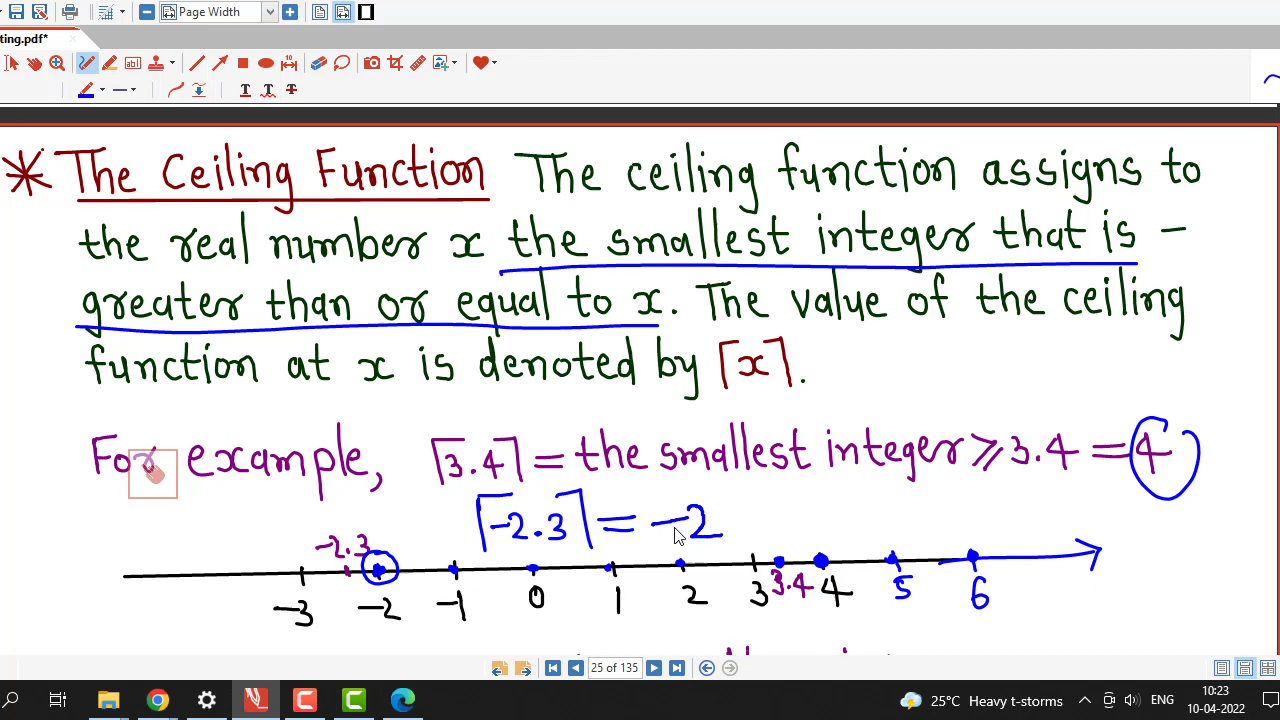 Page Width
ting.pdf*
10
* The Ceiling Function The ceiling function assigns to
the real number x the smallest integer that is -
greater than or equal to x. The value of the ceiling
function at x is denoted by ⌈x⌉.
For example, ⌈3.4⌉ = the smallest integer ⩾ 3.4 = 4
⌈-2.3⌉ = -2
-2.3
-3 -2 -1 0 1 2 3 3.4 4 5 6
25 of 135
25°C Heavy t-storms
ENG
10:23
10-04-2022